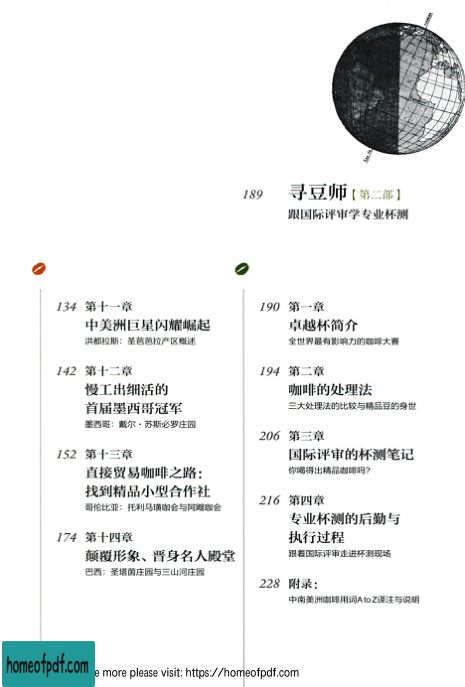 189 寻豆师【第二部】
跟国际评审学专业杯测
134 第十一章
中美洲巨星闪耀崛起
洪都拉斯：圣芭芭拉产区概述
142 第十二章
慢工出细活的
首届墨西哥冠军
墨西哥：戴尔·苏斯必罗庄园
152 第十三章
直接贸易咖啡之路：
找到精品小型合作社
哥伦比亚：托利马璜咖会与阿飕咖会
174 第十四章
颠覆形象、晋身名人殿堂
巴西：圣塔茵庄园与三山河庄园
190 第一章
卓越杯简介
全世界最有影响力的咖啡大赛
194 第二章
咖啡的处理法
三大处理法的比较与精品豆的身世
206 第三章
国际评审的杯测笔记
你喝得出精品咖啡吗？
216 第四章
专业杯测的后勤与
执行过程
跟着国际评审走进杯测现场
228 附录：
中南美洲咖啡用词A to Z译注与说明
homeofpdf.com
e more please visit: https://homeofpdf.com